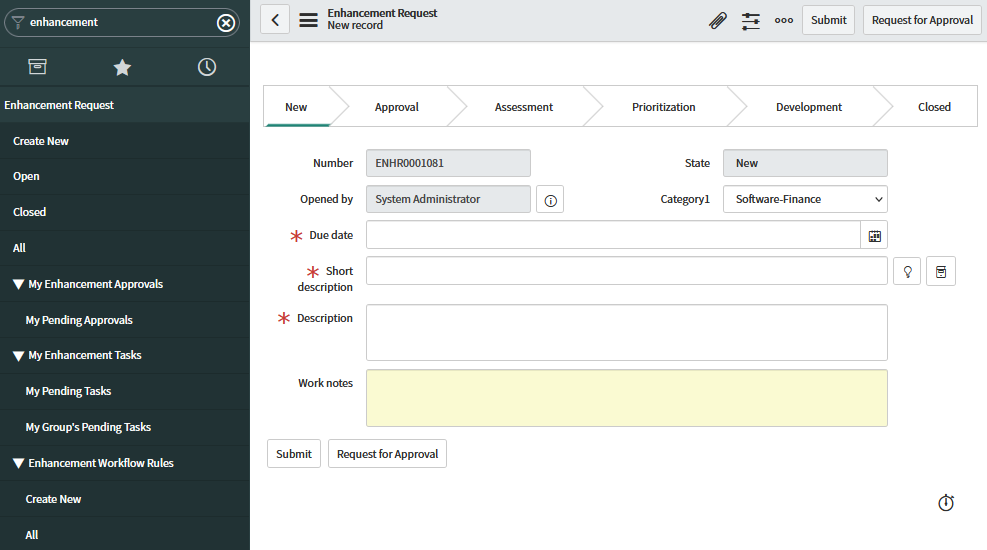 enhancement
Enhancement Request
Create New
Open
Closed
All
My Enhancement Approvals
My Pending Approvals
My Enhancement Tasks
My Pending Tasks
My Group's Pending Tasks
Enhancement Workflow Rules
Create New
All
Enhancement Request
New record
Submit
Request for Approval
New
Approval
Assessment
Prioritization
Development
Closed
Number
ENHR0001081
State
New
Opened by
System Administrator
Category1
Software-Finance
Due date
Short
description
Description
Work notes
Submit
Request for Approval